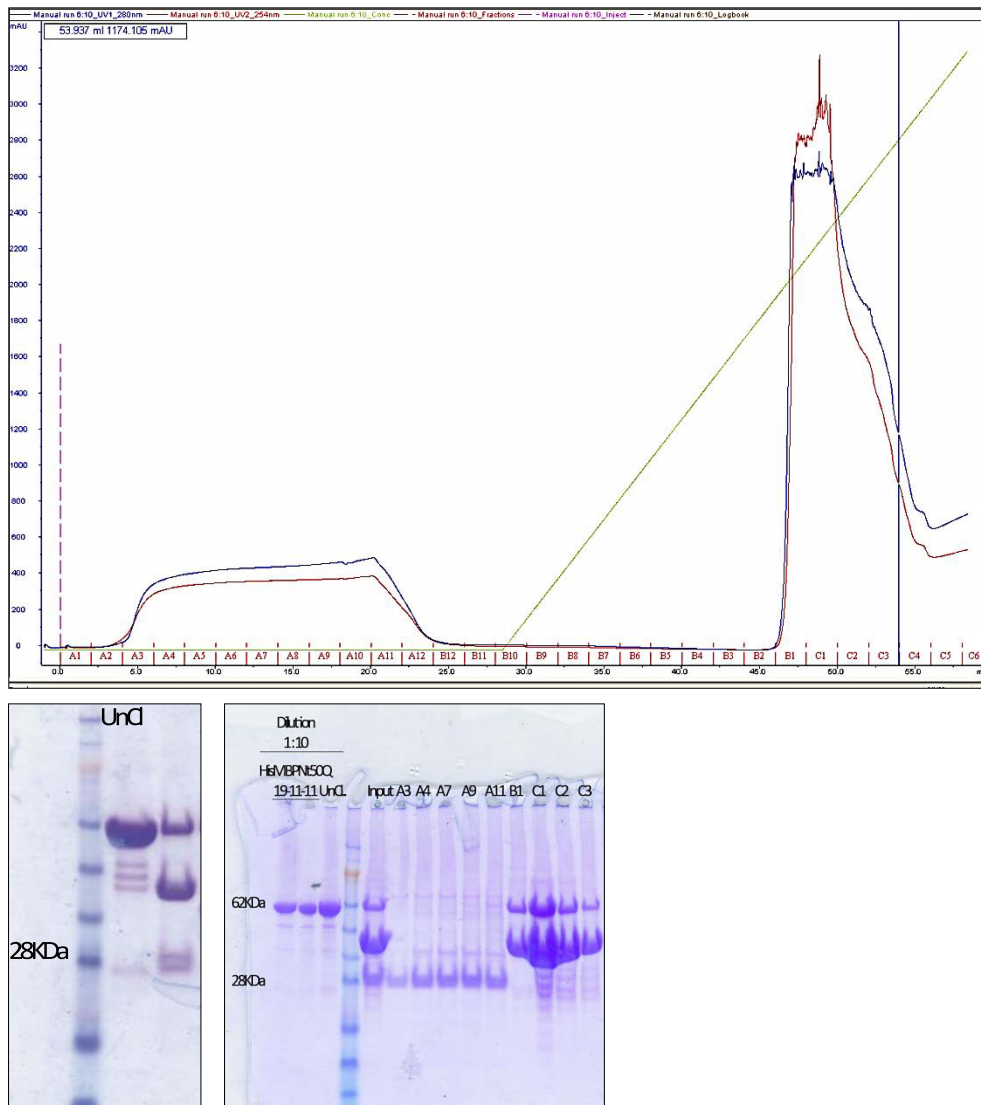 Manual run 6:10_UV1_280nm Manual run 6:10_UV2_254nm Manual run 6:10_Conc Manual run 6:10_Fractions Manual run 6:10_Inject Manual run 6:10_Logbook
mAU
53.937 ml 1174.105 mAU
3200
3000
2800
2600
2400
2200
2000
1800
1600
1400
1200
1000
800
600
400
200
0
A1 A2 A3 A4 A5 A6 A7 A8 A9 A10 A11 A12 B12 B11 B10 B9 B8 B7 B6 B5 B4 B3 B2 B1 C1 C2 C3 C4 C5 C6
0.0 5.0 10.0 15.0 20.0 25.0 30.0 35.0 40.0 45.0 50.0 55.0
UnCl
28KDa
Dilution
1:10
HisMBPNt50Q
19-11-11 UnCL Input A3 A4 A7 A9 A11 B1 C1 C2 C3
62KDa
28KDa